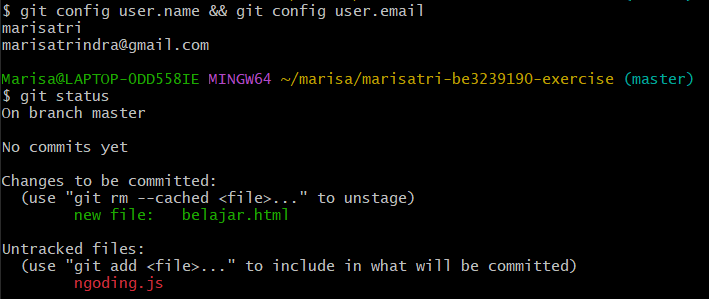 $ git config user.name && git config user.email
marisatri
marisatrindra@gmail.com
Marisa@LAPTOP-ODD558IE MINGW64 ~/marisa/marisatri-be3239190-exercise (master)
$ git status
On branch master
No commits yet
Changes to be committed:
  (use "git rm --cached <file>..." to unstage)
        new file:   belajar.html
Untracked files:
  (use "git add <file>..." to include in what will be committed)
        ngoding.js